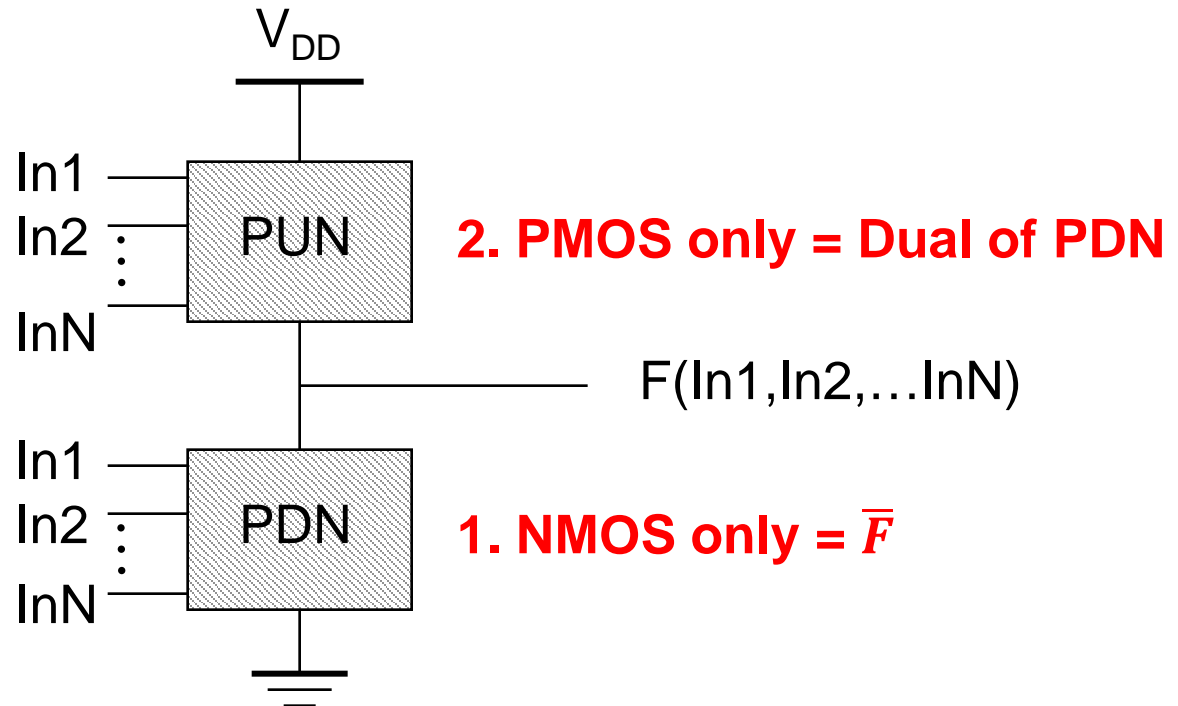 V_DD
In1
In2
⋮
InN
PUN
2. PMOS only = Dual of PDN
F(In1,In2,…InN)
In1
In2
⋮
InN
PDN
1. NMOS only = F̅